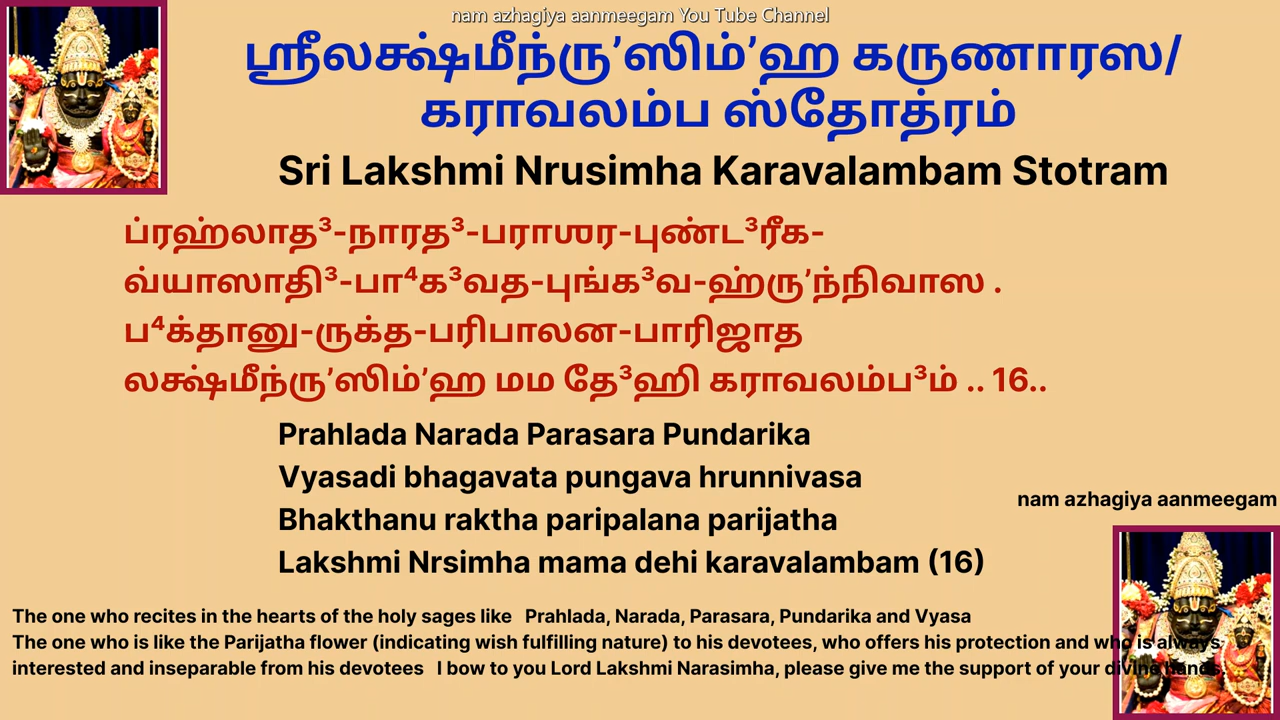 nam azhagiya aanmeegam You Tube Channel
ஸ்ரீலக்ஷ்மீந்ரு’ஸிம்’ஹ கருணாரஸ/
கராவலம்ப ஸ்தோத்ரம்
Sri Lakshmi Nrusimha Karavalambam Stotram
ப்ரஹ்லாத³-நாரத³-பராஶர-புண்ட³ரீக-
வ்யாஸாதி³-பா⁴க³வத-புங்க³வ-ஹ்ரு’ந்நிவாஸ .
ப⁴க்தானு-ருக்த-பரிபாலன-பாரிஜாத
லக்ஷ்மீந்ரு’ஸிம்’ஹ மம தே³ஹி கராவலம்ப³ம் .. 16..
Prahlada Narada Parasara Pundarika
Vyasadi bhagavata pungava hrunnivasa
Bhakthanu raktha paripalana parijatha
Lakshmi Nrsimha mama dehi karavalambam (16)
nam azhagiya aanmeegam
The one who recites in the hearts of the holy sages like Prahlada, Narada, Parasara, Pundarika and Vyasa
The one who is like the Parijatha flower (indicating wish fulfilling nature) to his devotees, who offers his protection and who is always
interested and inseparable from his devotees I bow to you Lord Lakshmi Narasimha, please give me the support of your divine hands